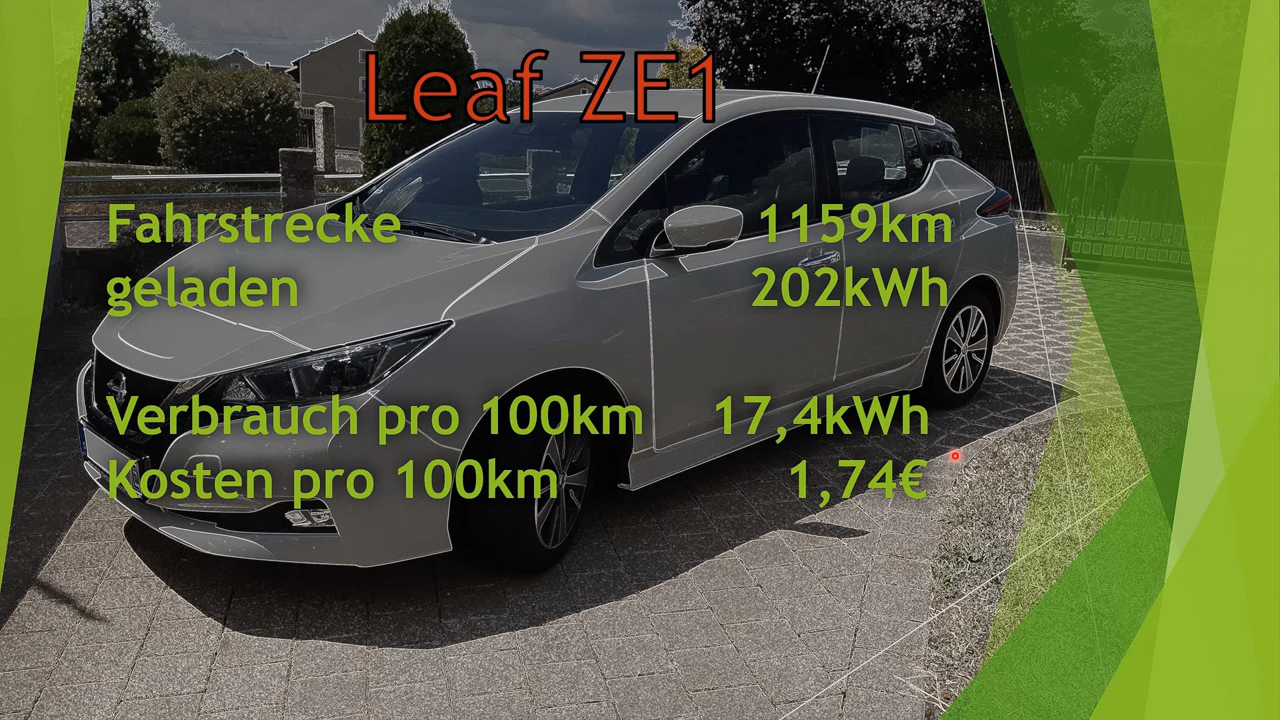 Leaf ZE1
Fahrstrecke 1159km
geladen 202kWh
Verbrauch pro 100km 17,4kWh
Kosten pro 100km 1,74€